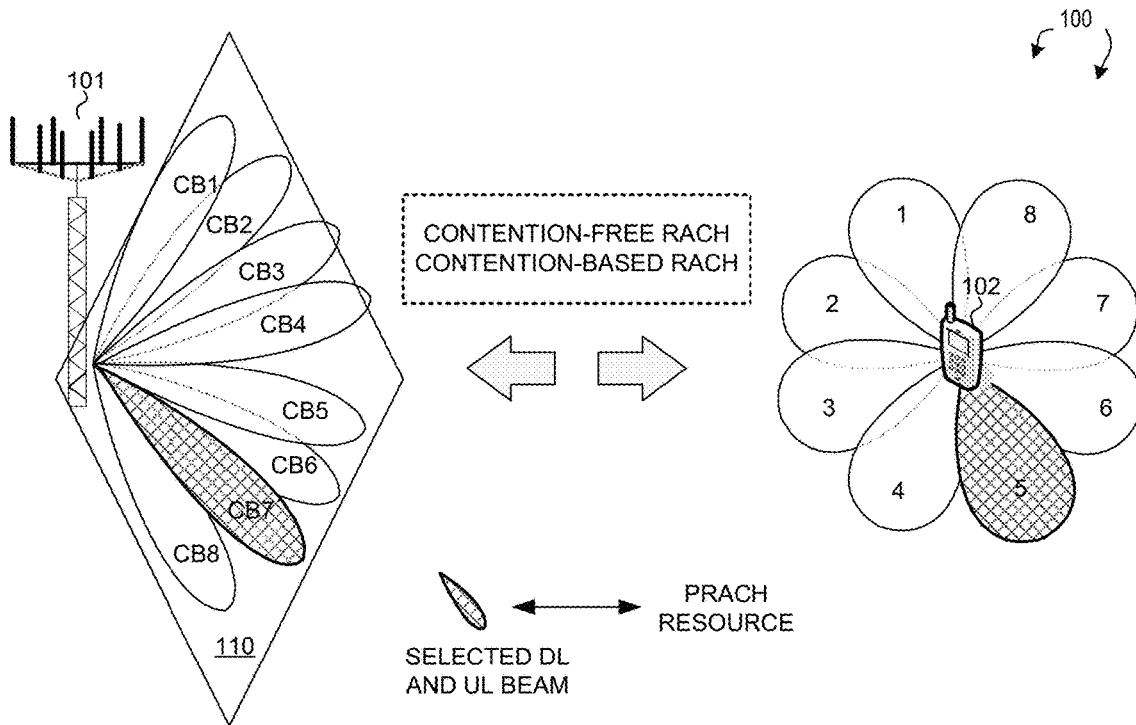 100
101
CB1
CB2
CB3
CB4
CB5
CB6
CB7
CB8
110
CONTENTION-FREE RACH
CONTENTION-BASED RACH
1
8
2
102
7
3
6
4
5
SELECTED DL
AND UL BEAM
PRACH
RESOURCE